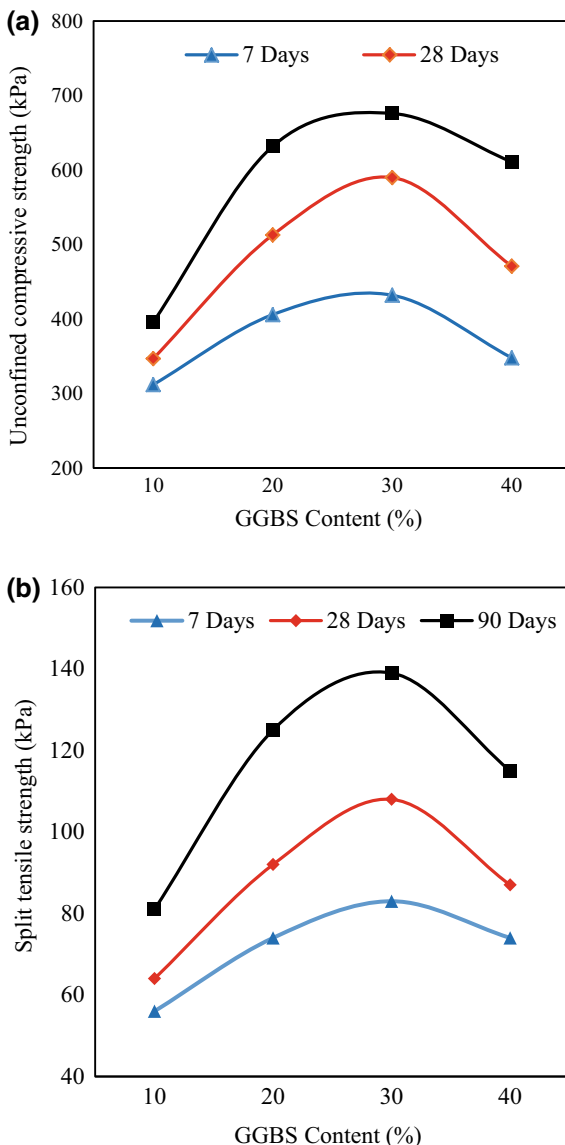 (a)
800
700
600
500
400
300
200
Unconfined compressive strength (kPa)
7 Days 28 Days
10 20 30 40
GGBS Content (%)
(b)
160
140
120
100
80
60
40
Split tensile strength (kPa)
7 Days 28 Days 90 Days
10 20 30 40
GGBS Content (%)